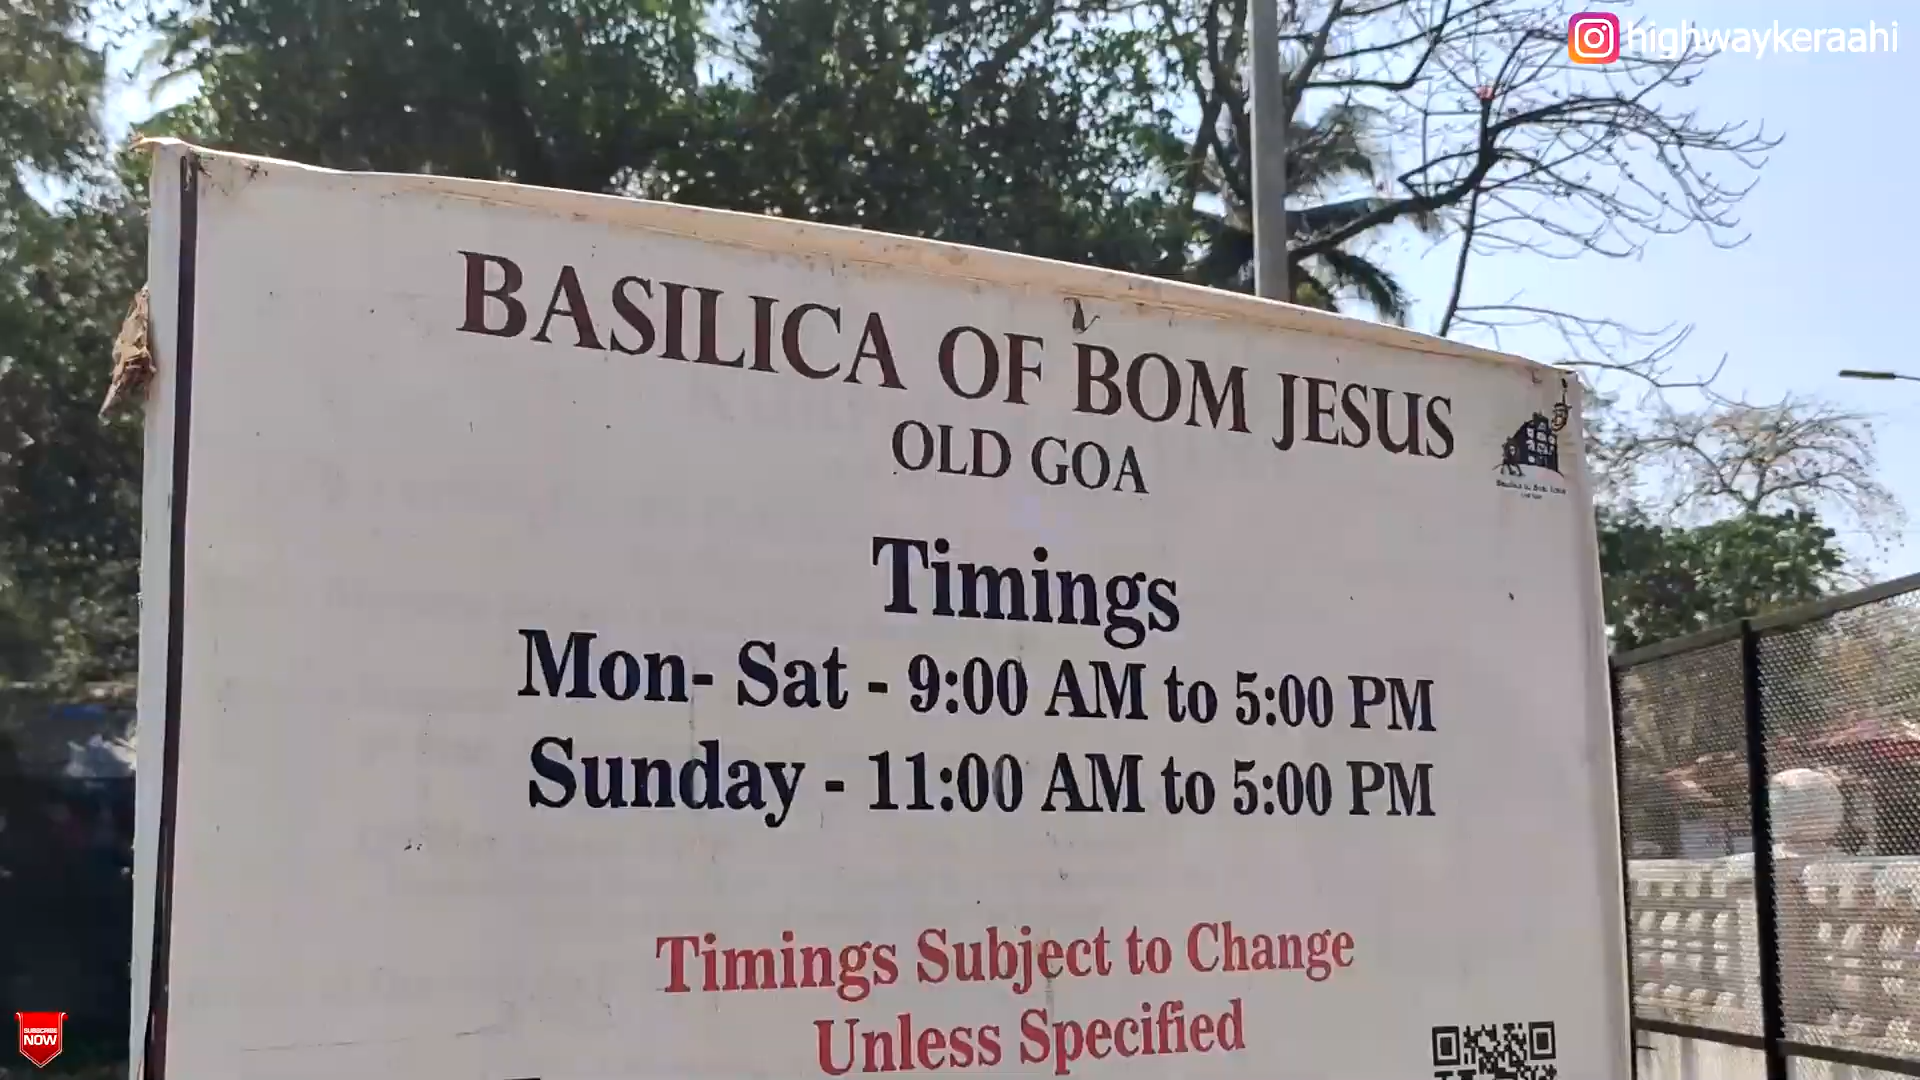 highwaykeraahi
BASILICA OF BOM JESUS
OLD GOA
Timings
Mon- Sat - 9:00 AM to 5:00 PM
Sunday - 11:00 AM to 5:00 PM
Timings Subject to Change
Unless Specified
SUBSCRIBE
NOW